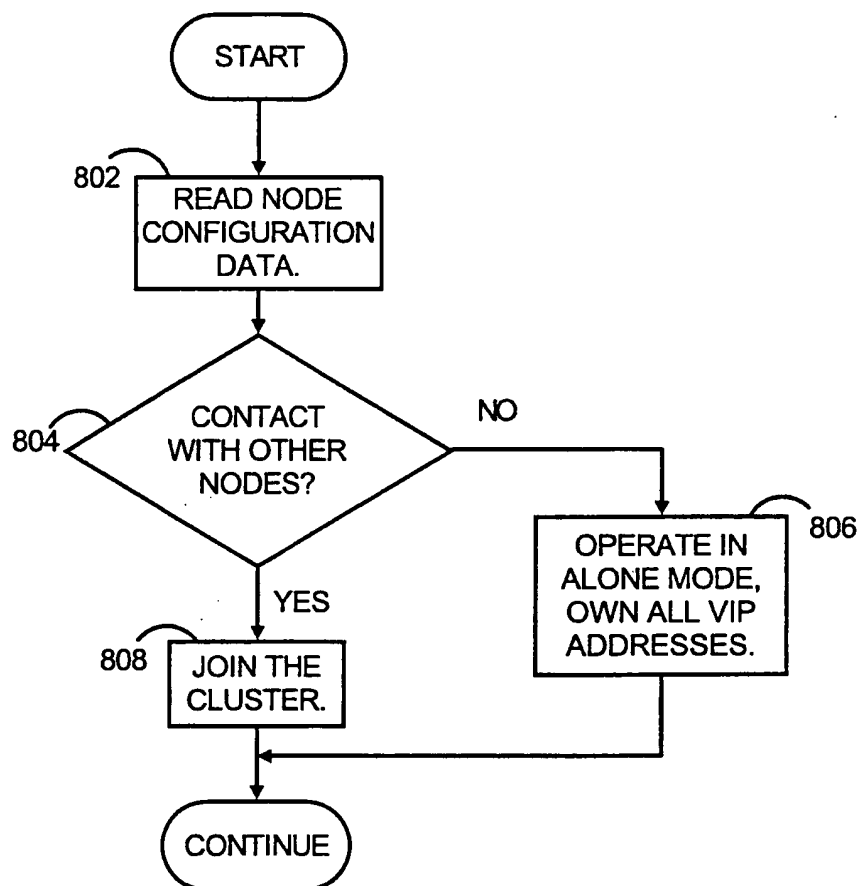 START
802
READ NODE
CONFIGURATION
DATA.
804
CONTACT
WITH OTHER
NODES?
NO
806
OPERATE IN
ALONE MODE,
OWN ALL VIP
ADDRESSES.
YES
808
JOIN THE
CLUSTER.
CONTINUE